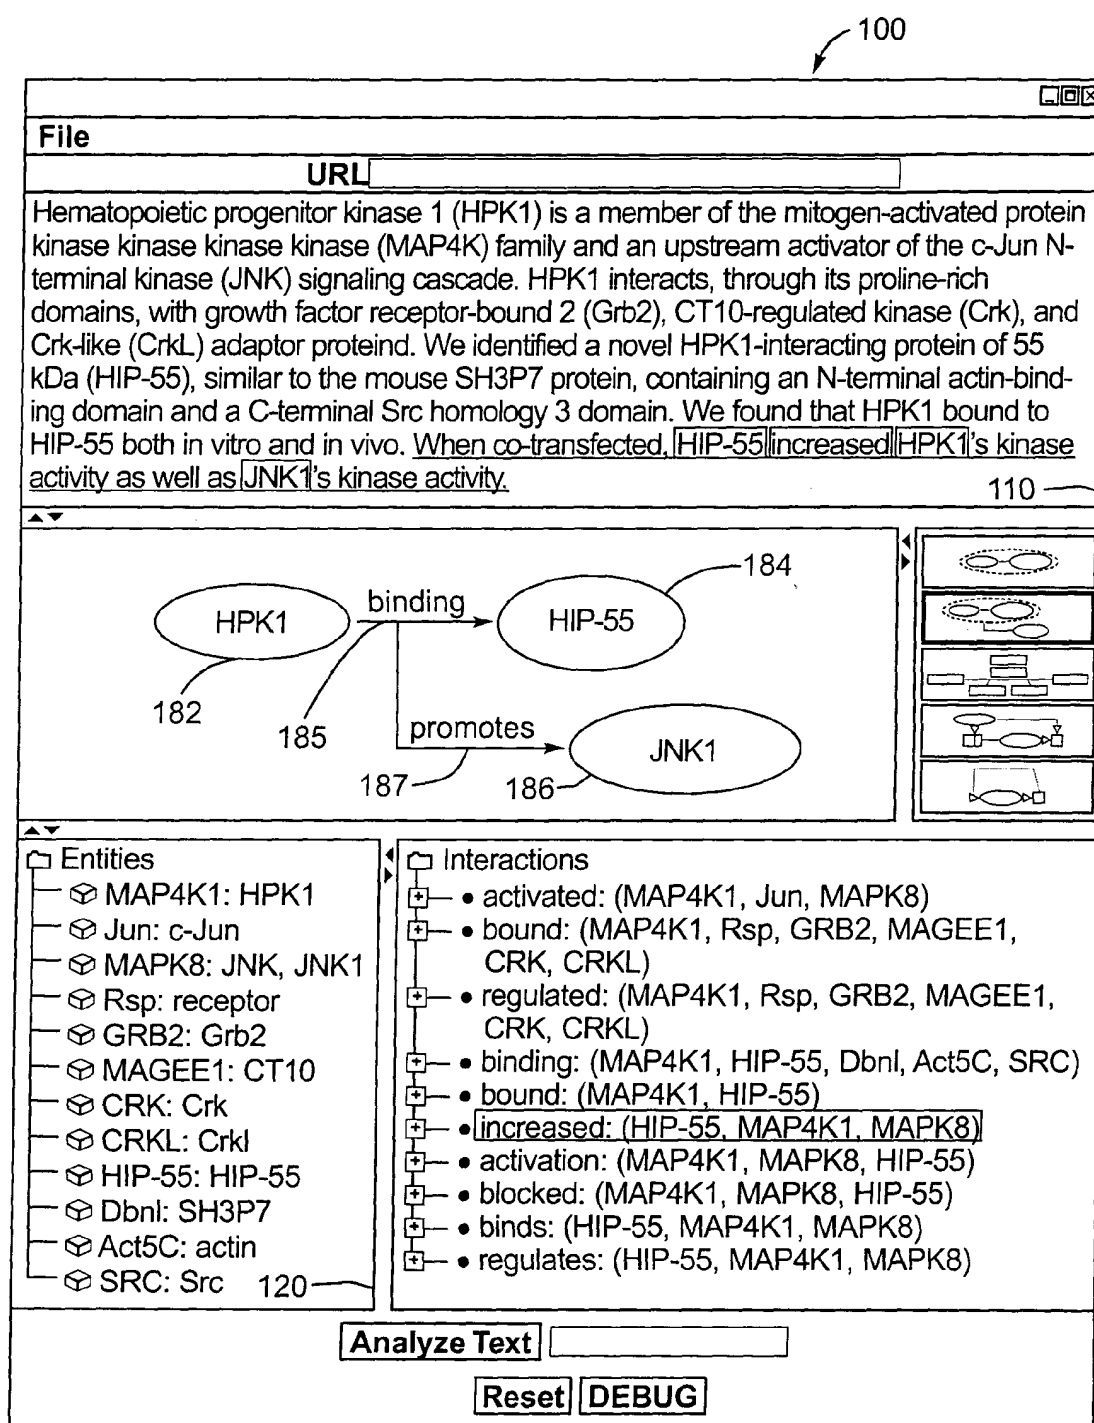 100
File
URL
Hematopoietic progenitor kinase 1 (HPK1) is a member of the mitogen-activated protein
kinase kinase kinase kinase (MAP4K) family and an upstream activator of the c-Jun N-
terminal kinase (JNK) signaling cascade. HPK1 interacts, through its proline-rich
domains, with growth factor receptor-bound 2 (Grb2), CT10-regulated kinase (Crk), and
Crk-like (CrkL) adaptor proteind. We identified a novel HPK1-interacting protein of 55
kDa (HIP-55), similar to the mouse SH3P7 protein, containing an N-terminal actin-bind-
ing domain and a C-terminal Src homology 3 domain. We found that HPK1 bound to
HIP-55 both in vitro and in vivo. When co-transfected, HIP-55 increased HPK1's kinase
activity as well as JNK1's kinase activity.
110
184
binding
HPK1
HIP-55
182
185
promotes
JNK1
187
186
Entities
MAP4K1: HPK1
Jun: c-Jun
MAPK8: JNK, JNK1
Rsp: receptor
GRB2: Grb2
MAGEE1: CT10
CRK: Crk
CRKL: Crkl
HIP-55: HIP-55
Dbnl: SH3P7
Act5C: actin
SRC: Src
120
Interactions
• activated: (MAP4K1, Jun, MAPK8)
• bound: (MAP4K1, Rsp, GRB2, MAGEE1,
CRK, CRKL)
• regulated: (MAP4K1, Rsp, GRB2, MAGEE1,
CRK, CRKL)
• binding: (MAP4K1, HIP-55, Dbnl, Act5C, SRC)
• bound: (MAP4K1, HIP-55)
• increased: (HIP-55, MAP4K1, MAPK8)
• activation: (MAP4K1, MAPK8, HIP-55)
• blocked: (MAP4K1, MAPK8, HIP-55)
• binds: (HIP-55, MAP4K1, MAPK8)
• regulates: (HIP-55, MAP4K1, MAPK8)
Analyze Text
Reset DEBUG